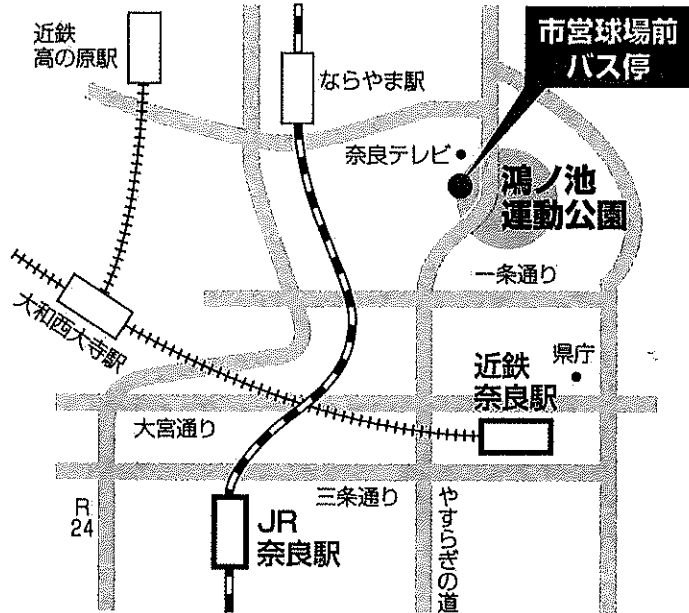 近鉄
高の原駅
ならやま駅
市営球場前
バス停
奈良テレビ
鴻ノ池
運動公園
一条通り
大和西大寺駅
近鉄
奈良駅
県庁
大宮通り
三条通り
R
24
JR
奈良駅
やすらぎの道